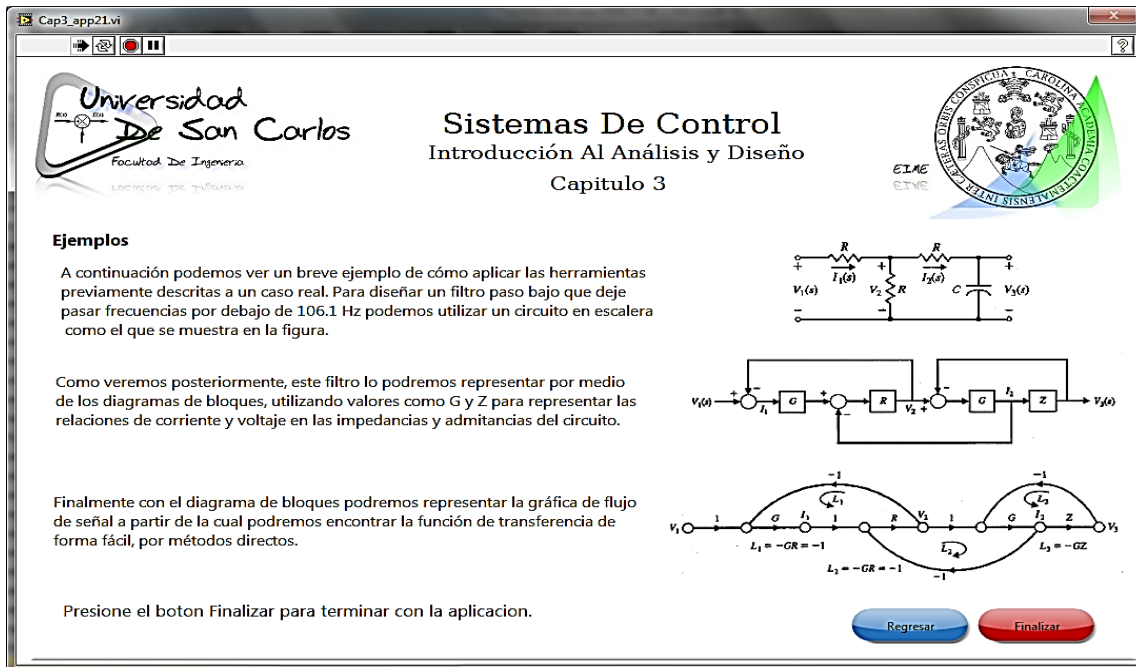 Cap3_app21.vi
Universidad
De San Carlos
Facultad De Ingenieria
Sistemas De Control
Introducción Al Análisis y Diseño
Capitulo 3
EIME
ORBIS CONSPICUA CAROLINA ACADEMIA COACTEMALENSIS INTER CÆTERAS
Ejemplos
A continuación podemos ver un breve ejemplo de cómo aplicar las herramientas
previamente descritas a un caso real. Para diseñar un filtro paso bajo que deje
pasar frecuencias por debajo de 106.1 Hz podemos utilizar un circuito en escalera
como el que se muestra en la figura.
R R
I₁(s) I₂(s)
V₁(s) V₂ R C V₃(s)
Como veremos posteriormente, este filtro lo podremos representar por medio
de los diagramas de bloques, utilizando valores como G y Z para representar las
relaciones de corriente y voltaje en las impedancias y admitancias del circuito.
V₁(s) I₁ G R V₂ G I₂ Z V₃(s)
Finalmente con el diagrama de bloques podremos representar la gráfica de flujo
de señal a partir de la cual podremos encontrar la función de transferencia de
forma fácil, por métodos directos.
-1 -1
L₁ L₃
V₁ 1 G I₁ 1 R V₂ 1 G I₂ Z V₃
L₁ = -GR = -1 L₂ L₃ = -GZ
L₂ = -GR = -1 -1
Presione el boton Finalizar para terminar con la aplicacion.
Regresar
Finalizar